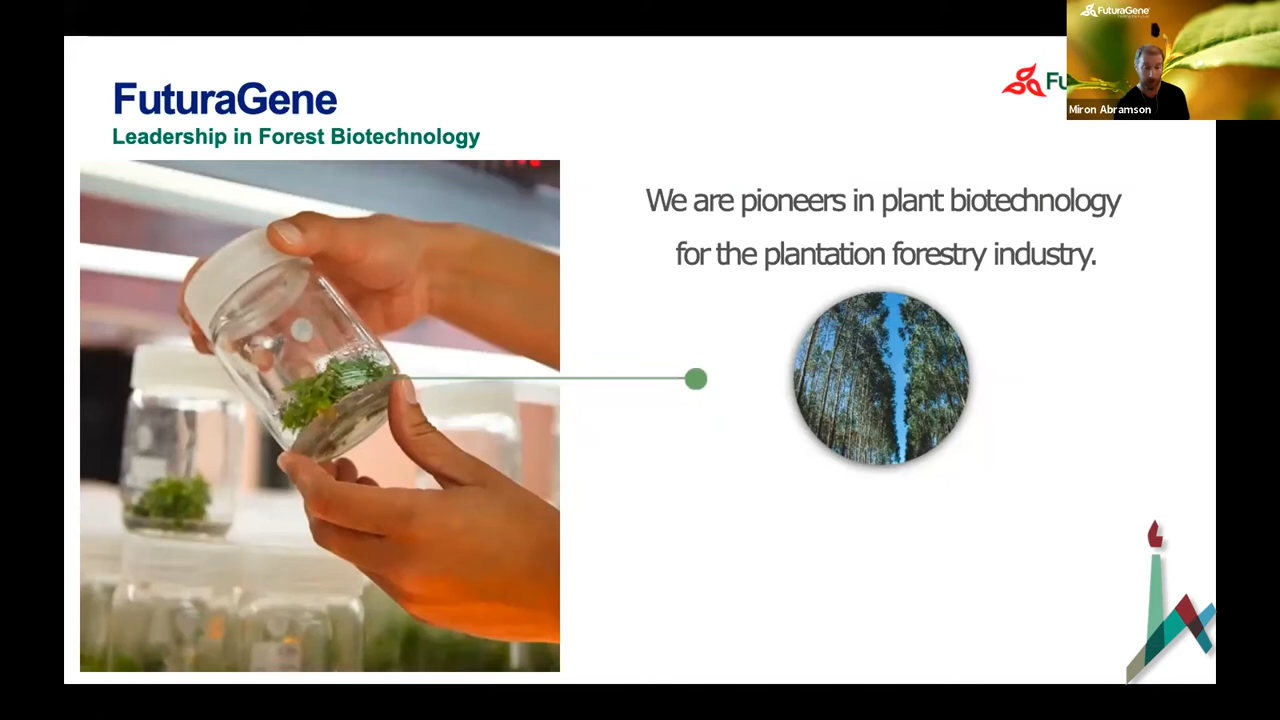 FuturaGene
Leadership in Forest Biotechnology
Fu
FuturaGene
Miron Abramson
We are pioneers in plant biotechnology
for the plantation forestry industry.